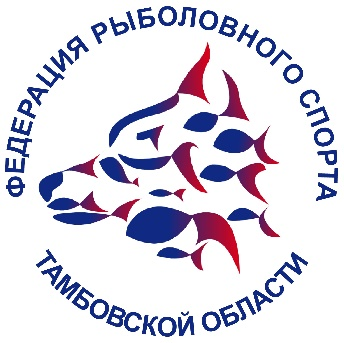 ФЕДЕРАЦИЯ РЫБОЛОВНОГО СПОРТА
ТАМБОВСКОЙ ОБЛАСТИ